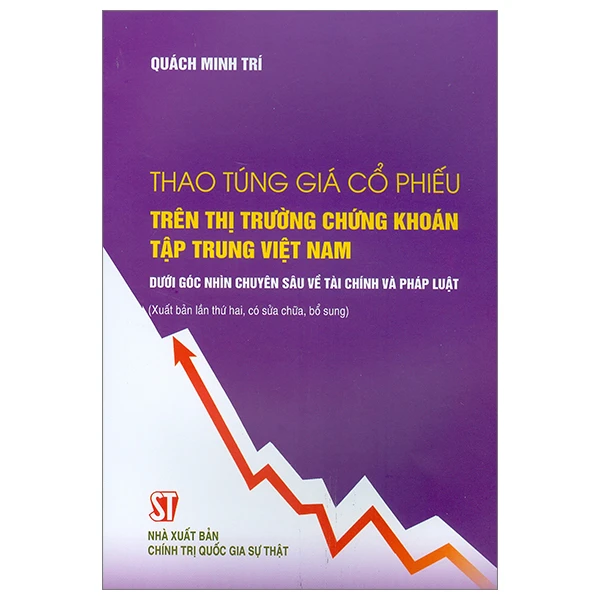 QUÁCH MINH TRÍ
THAO TÚNG GIÁ CỔ PHIẾU
TRÊN THỊ TRƯỜNG CHỨNG KHOÁN
TẬP TRUNG VIỆT NAM
DƯỚI GÓC NHÌN CHUYÊN SÂU VỀ TÀI CHÍNH VÀ PHÁP LUẬT
(Xuất bản lần thứ hai, có sửa chữa, bổ sung)
ST
NHÀ XUẤT BẢN
CHÍNH TRỊ QUỐC GIA SỰ THẬT